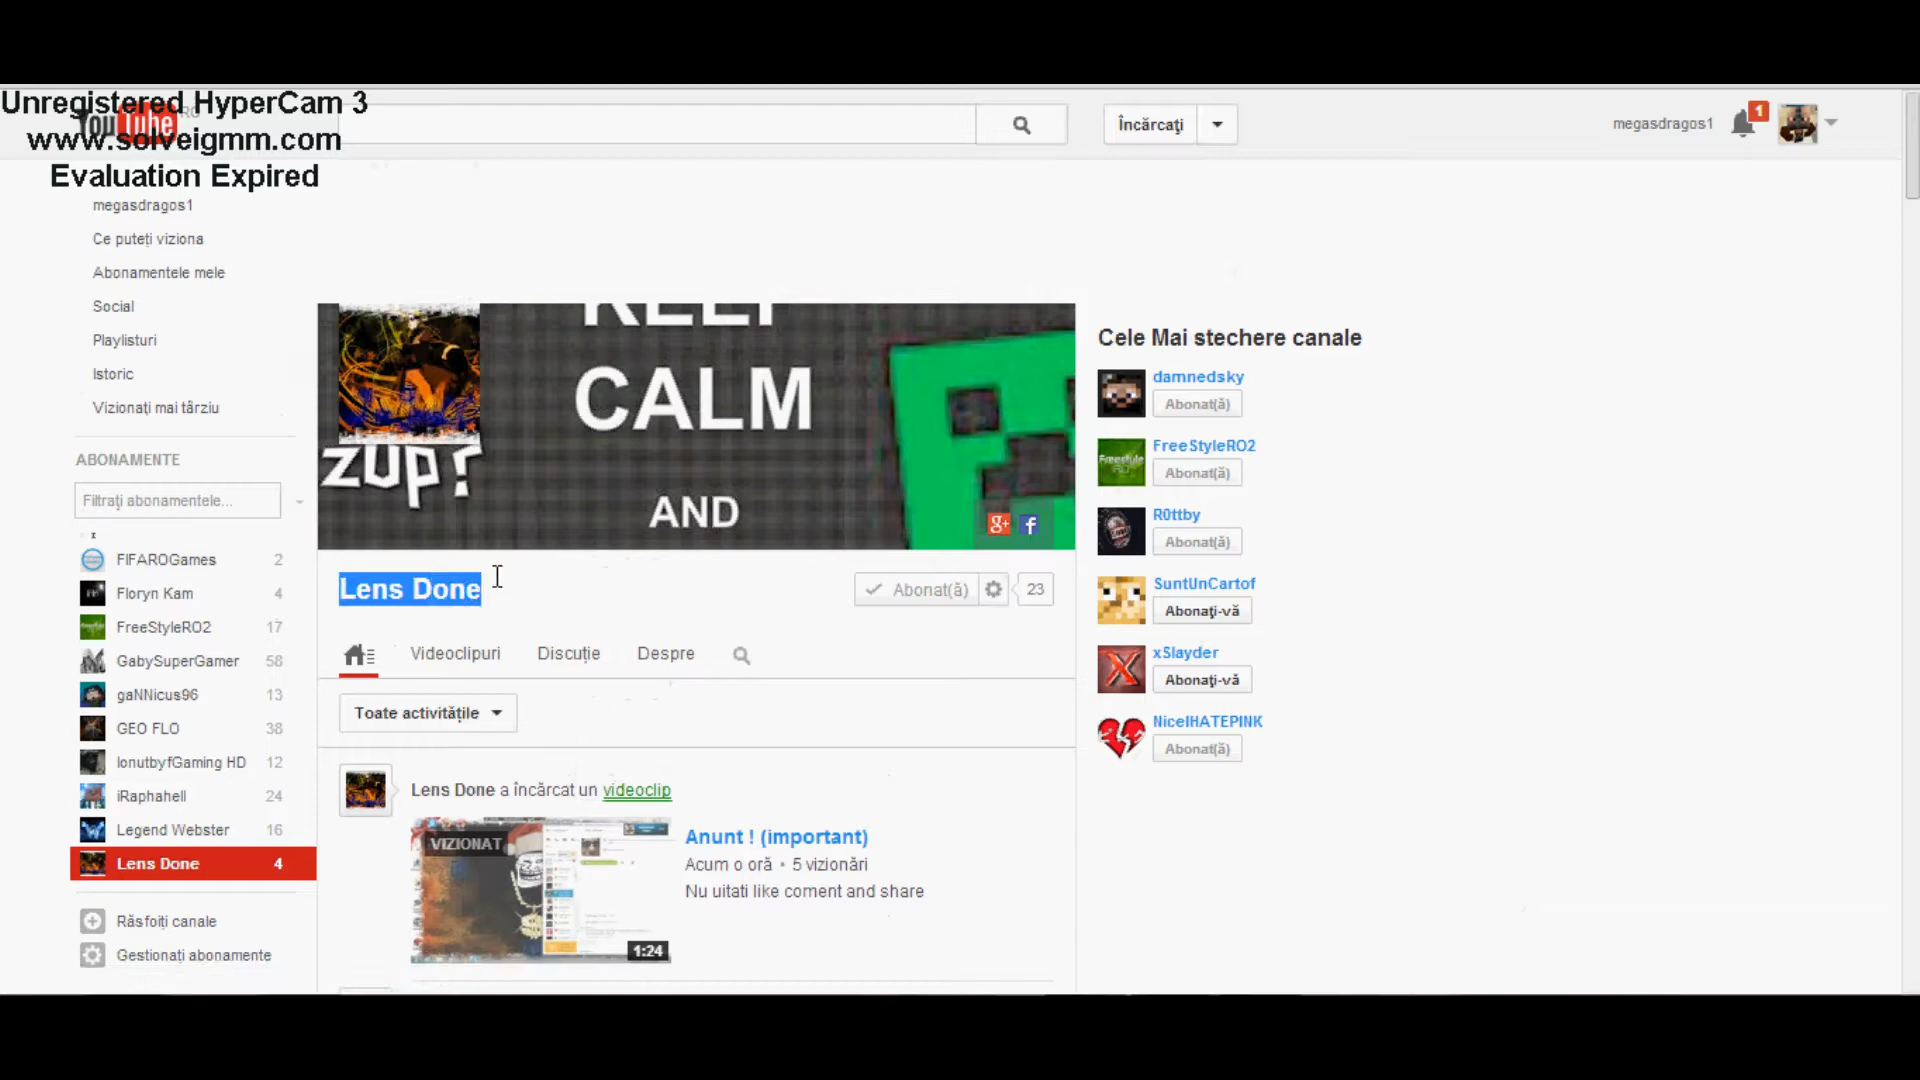 Unregistered HyperCam 3
www.solveigmm.com
Evaluation Expired
YouTube RO
Încărcați
megasdragos1
1
megasdragos1
Ce puteți viziona
Abonamentele mele
Social
Playlisturi
Istoric
Vizionați mai târziu
ABONAMENTE
Filtrați abonamentele...
FIFAROGames 2
Floryn Kam 4
FreeStyleRO2 17
GabySuperGamer 58
gaNNicus96 13
GEO FLO 38
IonutbyfGaming HD 12
iRaphahell 24
Legend Webster 16
Lens Done 4
Răsfoiți canale
Gestionați abonamente
KEEP
CALM
AND
ZUP?
g+ f
Lens Done
Abonat(ă) 23
Videoclipuri Discuție Despre
Toate activitățile
Lens Done a încărcat un videoclip
VIZIONAT
1:24
Anunt ! (important)
Acum o oră • 5 vizionări
Nu uitati like coment and share
Cele Mai stechere canale
damnedsky
Abonat(ă)
FreeStyleRO2
Abonat(ă)
Freestyle
RO
R0ttby
Abonat(ă)
SuntUnCartof
Abonați-vă
xSlayder
Abonați-vă
NiceIHATEPINK
Abonat(ă)